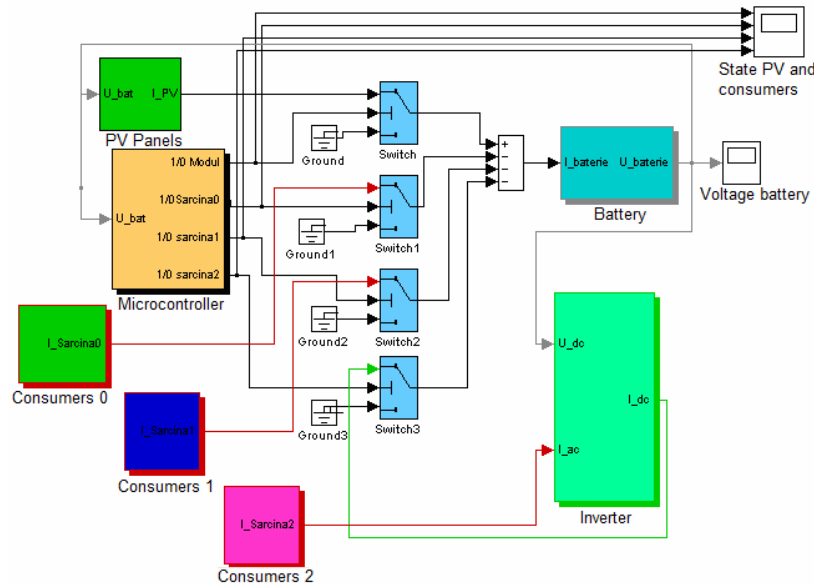 State PV and
consumers
U_bat
I_PV
PV Panels
Ground
Switch
+
-
-
-
I_baterie
U_baterie
Battery
Voltage battery
U_bat
1/0 Modul
1/0Sarcina0
1/0 sarcina1
1/0 sarcina2
Microcontroller
Ground1
Switch1
Ground2
Switch2
Ground3
Switch3
I_Sarcina0
Consumers 0
I_Sarcina1
Consumers 1
I_Sarcina2
Consumers 2
U_dc
I_dc
I_ac
Inverter